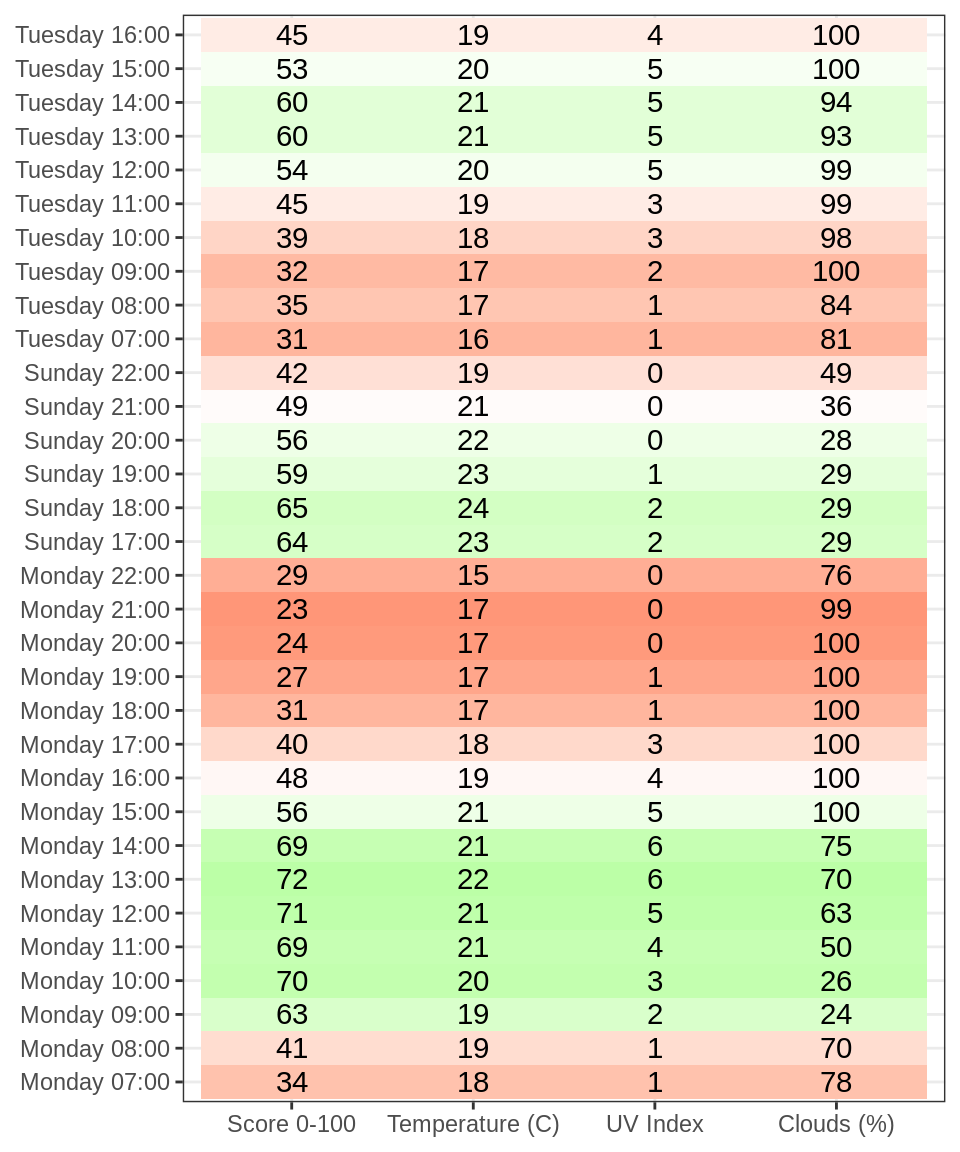 Tuesday 16:00 45 19 4 100
Tuesday 15:00 53 20 5 100
Tuesday 14:00 60 21 5 94
Tuesday 13:00 60 21 5 93
Tuesday 12:00 54 20 5 99
Tuesday 11:00 45 19 3 99
Tuesday 10:00 39 18 3 98
Tuesday 09:00 32 17 2 100
Tuesday 08:00 35 17 1 84
Tuesday 07:00 31 16 1 81
Sunday 22:00 42 19 0 49
Sunday 21:00 49 21 0 36
Sunday 20:00 56 22 0 28
Sunday 19:00 59 23 1 29
Sunday 18:00 65 24 2 29
Sunday 17:00 64 23 2 29
Monday 22:00 29 15 0 76
Monday 21:00 23 17 0 99
Monday 20:00 24 17 0 100
Monday 19:00 27 17 1 100
Monday 18:00 31 17 1 100
Monday 17:00 40 18 3 100
Monday 16:00 48 19 4 100
Monday 15:00 56 21 5 100
Monday 14:00 69 21 6 75
Monday 13:00 72 22 6 70
Monday 12:00 71 21 5 63
Monday 11:00 69 21 4 50
Monday 10:00 70 20 3 26
Monday 09:00 63 19 2 24
Monday 08:00 41 19 1 70
Monday 07:00 34 18 1 78
Score 0-100 Temperature (C) UV Index Clouds (%)